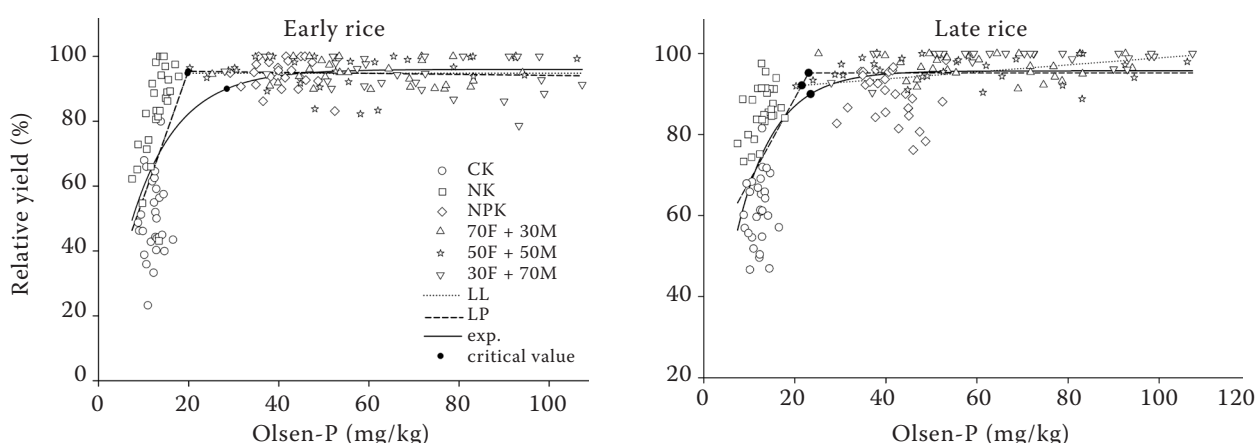 Early rice
100
80
60
40
20
0
Relative yield (%)
CK
NK
NPK
70F + 30M
50F + 50M
30F + 70M
LL
LP
exp.
critical value
0 20 40 60 80 100
Olsen-P (mg/kg)
Late rice
100
80
60
40
20
0 20 40 60 80 100 120
Olsen-P (mg/kg)